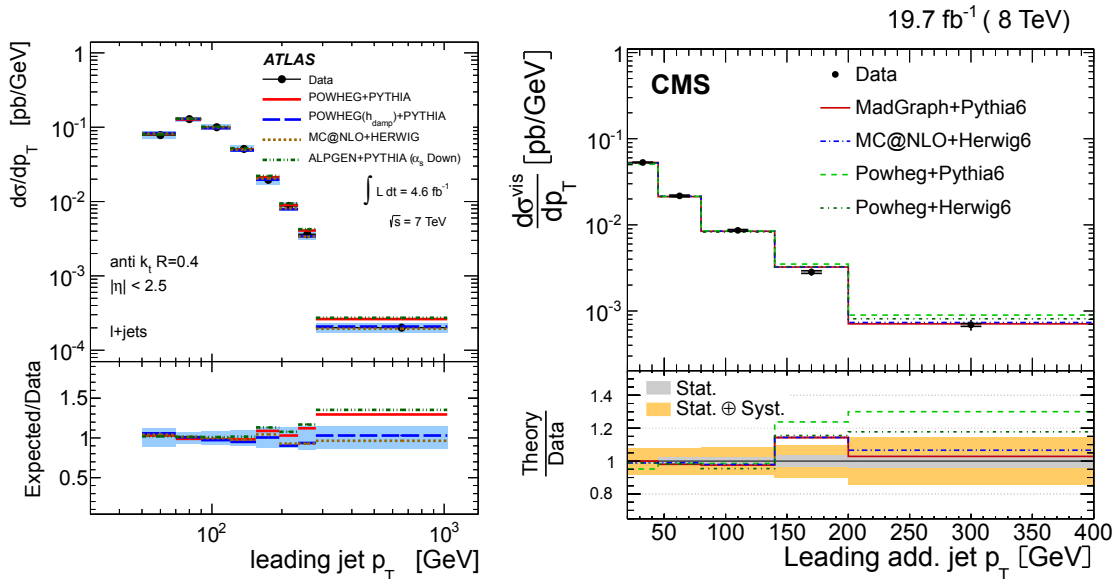 dσ/dp_T [pb/GeV]
1
10^-1
10^-2
10^-3
10^-4
ATLAS
Data
POWHEG+PYTHIA
POWHEG(h_damp)+PYTHIA
MC@NLO+HERWIG
ALPGEN+PYTHIA (α_s Down)
∫ L dt = 4.6 fb^-1
√s = 7 TeV
anti k_t R=0.4
|η| < 2.5
l+jets
Expected/Data
1.5
1
0.5
10^2
10^3
leading jet p_T [GeV]
19.7 fb^-1 ( 8 TeV)
dσ^vis/dp_T [pb/GeV]
1
10^-1
10^-2
10^-3
CMS
Data
MadGraph+Pythia6
MC@NLO+Herwig6
Powheg+Pythia6
Powheg+Herwig6
Theory
Data
Stat.
Stat. ⊕ Syst.
1.4
1.2
1.0
0.8
50 100 150 200 250 300 350 400
Leading add. jet p_T [GeV]